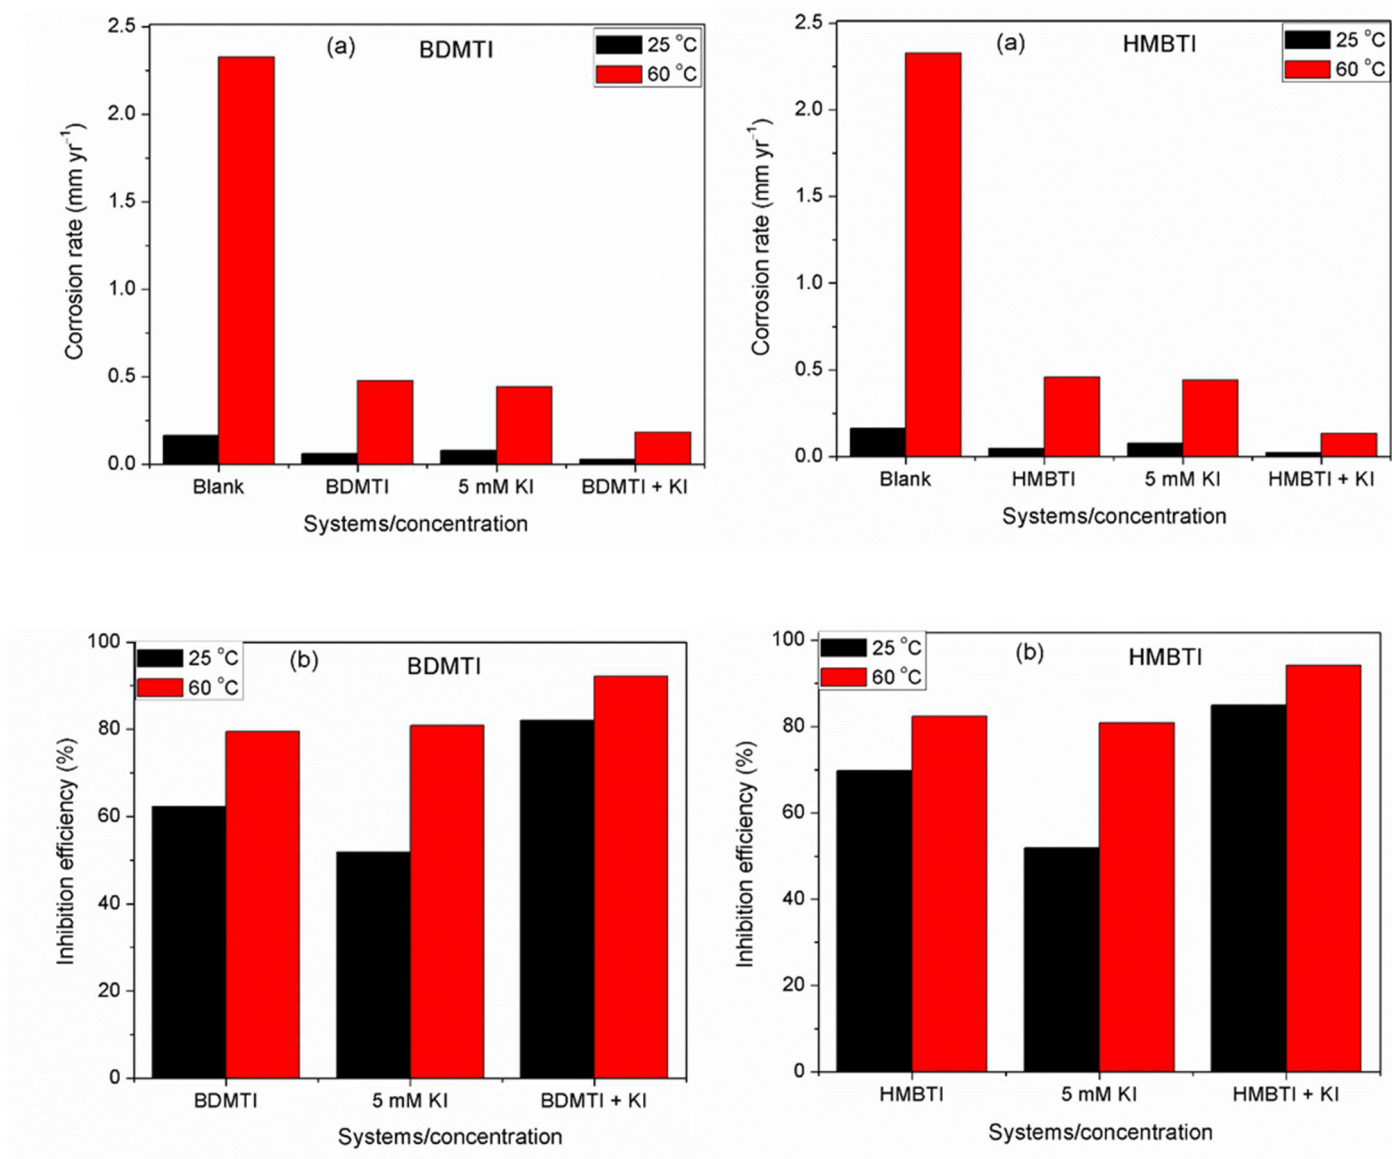 (a) BDMTI
25 °C
60 °C
2.5
2.0
1.5
1.0
0.5
0.0
Corrosion rate (mm yr⁻¹)
Blank BDMTI 5 mM KI BDMTI + KI
Systems/concentration
(a) HMBTI
25 °C
60 °C
2.5
2.0
1.5
1.0
0.5
0.0
Corrosion rate (mm yr⁻¹)
Blank HMBTI 5 mM KI HMBTI + KI
Systems/concentration
25 °C
60 °C
(b) BDMTI
100
80
60
40
20
0
Inhibition efficiency (%)
BDMTI 5 mM KI BDMTI + KI
Systems/concentration
25 °C
60 °C
(b) HMBTI
100
80
60
40
20
0
Inhibition efficiency (%)
HMBTI 5 mM KI HMBTI + KI
Systems/concentration